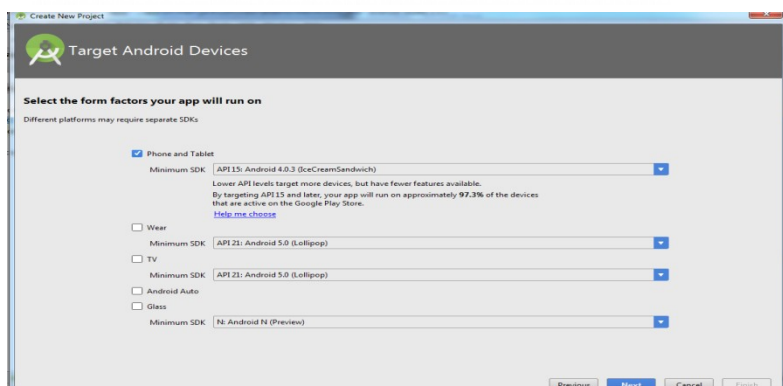 Create New Project
Target Android Devices
Select the form factors your app will run on
Different platforms may require separate SDKs
Phone and Tablet
Minimum SDK API 15: Android 4.0.3 (IceCreamSandwich)
Lower API levels target more devices, but have fewer features available.
By targeting API 15 and later, your app will run on approximately 97.3% of the devices
that are active on the Google Play Store.
Help me choose
Wear
Minimum SDK API 21: Android 5.0 (Lollipop)
TV
Minimum SDK API 21: Android 5.0 (Lollipop)
Android Auto
Glass
Minimum SDK N: Android N (Preview)
Previous Next Cancel Finish